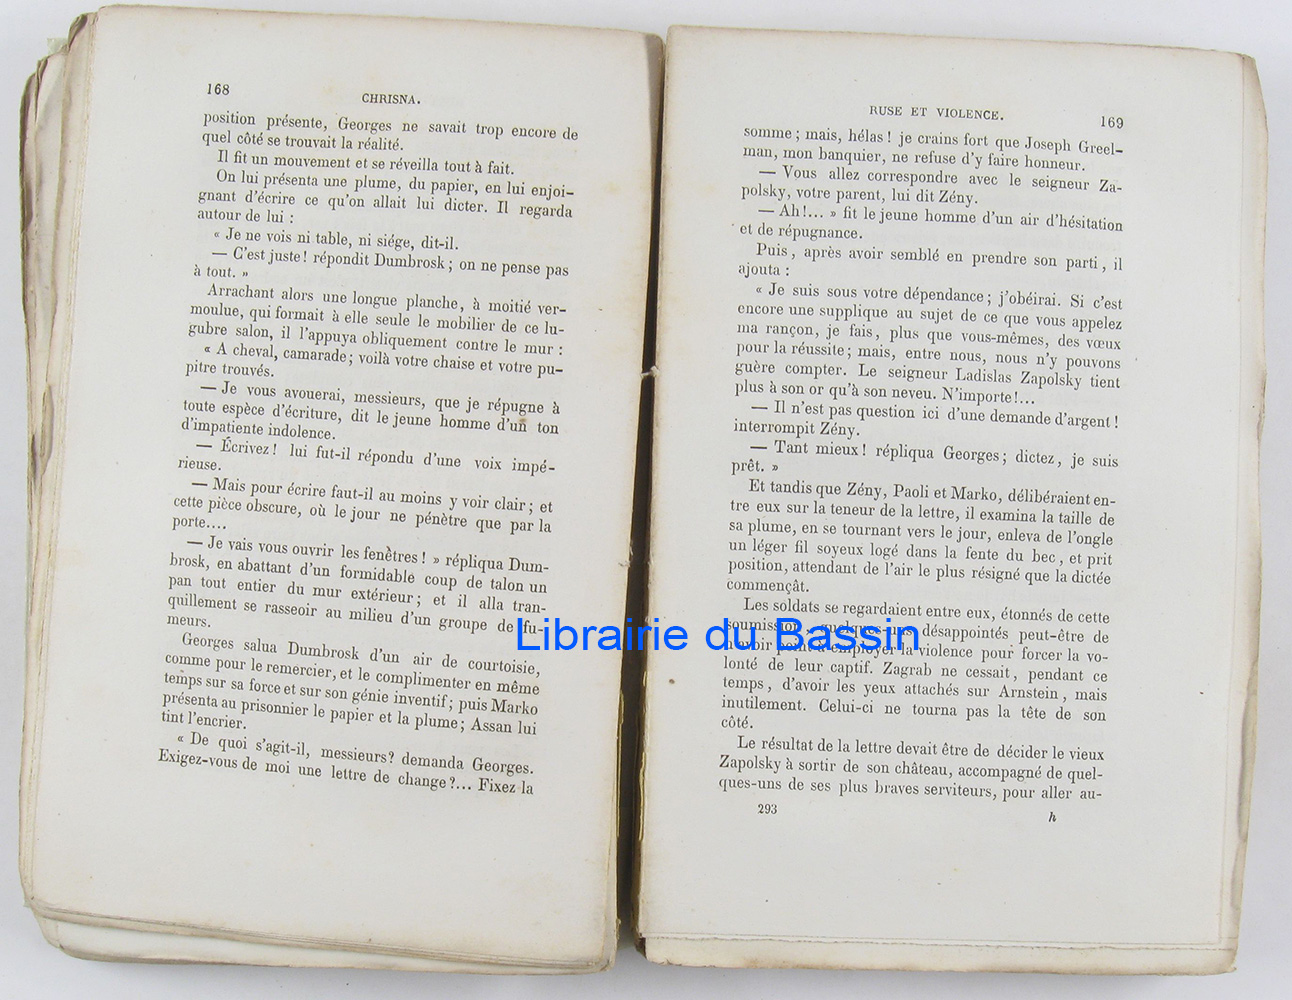 168
CHRISNA.
position présente, Georges ne savait trop encore de
quel côté se trouvait la réalité.
Il fit un mouvement et se réveilla tout à fait.
On lui présenta une plume, du papier, en lui enjoi-
gnant d'écrire ce qu'on allait lui dicter. Il regarda
autour de lui :
« Je ne vois ni table, ni siége, dit-il.
— C'est juste! répondit Dumbrosk; on ne pense pas
à tout. »
Arrachant alors une longue planche, à moitié ver-
moulue, qui formait à elle seule le mobilier de ce lu-
gubre salon, il l'appuya obliquement contre le mur :
« A cheval, camarade; voilà votre chaise et votre pu-
pitre trouvés.
— Je vous avouerai, messieurs, que je répugne à
toute espèce d'écriture, dit le jeune homme d'un ton
d'impatiente indolence.
— Écrivez! lui fut-il répondu d'une voix impé-
rieuse.
— Mais pour écrire faut-il au moins y voir clair; et
cette pièce obscure, où le jour ne pénètre que par la
porte....
— Je vais vous ouvrir les fenêtres! » répliqua Dum-
brosk, en abattant d'un formidable coup de talon un
pan tout entier du mur extérieur; et il alla tran-
quillement se rasseoir au milieu d'un groupe de fu-
meurs.
Georges salua Dumbrosk d'un air de courtoisie,
comme pour le remercier, et le complimenter en même
temps sur sa force et sur son génie inventif; puis Marko
présenta au prisonnier le papier et la plume; Assan lui
tint l'encrier.
« De quoi s'agit-il, messieurs? demanda Georges.
Exigez-vous de moi une lettre de change?... Fixez la
RUSE ET VIOLENCE.
169
somme; mais, hélas! je crains fort que Joseph Greel-
man, mon banquier, ne refuse d'y faire honneur.
— Vous allez correspondre avec le seigneur Za-
polsky, votre parent, lui dit Zény.
— Ah!... » fit le jeune homme d'un air d'hésitation
et de répugnance.
Puis, après avoir semblé en prendre son parti, il
ajouta :
« Je suis sous votre dépendance; j'obéirai. Si c'est
encore une supplique au sujet de ce que vous appelez
ma rançon, je fais, plus que vous-mêmes, des vœux
pour la réussite; mais, entre nous, nous n'y pouvons
guère compter. Le seigneur Ladislas Zapolsky tient
plus à son or qu'à son neveu. N'importe!...
— Il n'est pas question ici d'une demande d'argent!
interrompit Zény.
— Tant mieux! répliqua Georges; dictez, je suis
prêt. »
Et tandis que Zény, Paoli et Marko, délibéraient en-
tre eux sur la teneur de la lettre, il examina la taille de
sa plume, en se tournant vers le jour, enleva de l'ongle
un léger fil soyeux logé dans la fente du bec, et prit
position, attendant de l'air le plus résigné que la dictée
commençât.
Les soldats se regardaient entre eux, étonnés de cette
soumission, quelques-uns désappointés peut-être de
n'avoir point à employer la violence pour forcer la vo-
lonté de leur captif. Zagrab ne cessait, pendant ce
temps, d'avoir les yeux attachés sur Arnstein, mais
inutilement. Celui-ci ne tourna pas la tête de son
côté.
Le résultat de la lettre devait être de décider le vieux
Zapolsky à sortir de son château, accompagné de quel-
ques-uns de ses plus braves serviteurs, pour aller au-
293
h
Librairie du Bassin